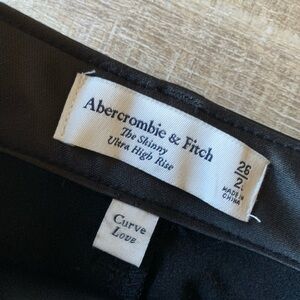 Abercrombie & Fitch
The Skinny
Ultra High Rise
26
2
MADE IN
CHINA
Curve
Love